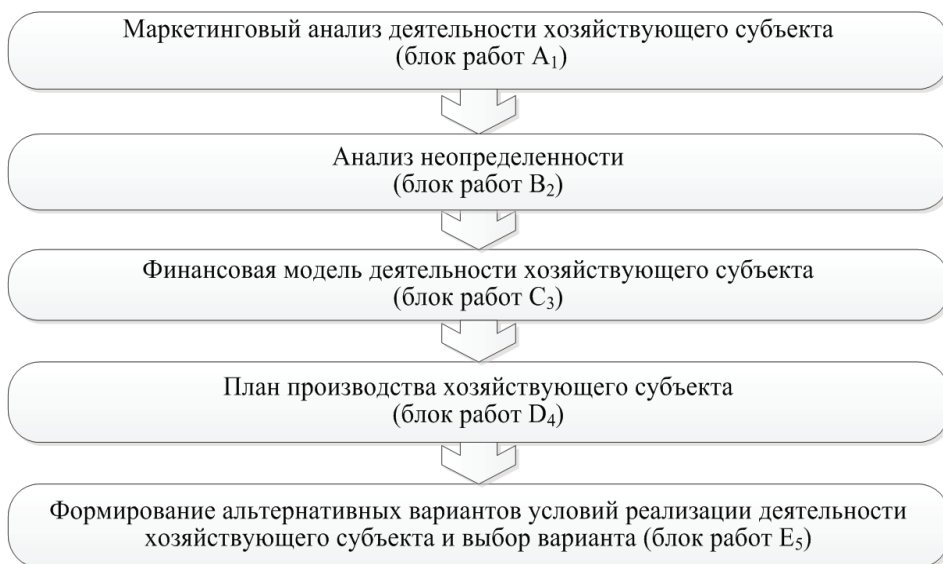 Маркетинговый анализ деятельности хозяйствующего субъекта
(блок работ A₁)
Анализ неопределенности
(блок работ B₂)
Финансовая модель деятельности хозяйствующего субъекта
(блок работ C₃)
План производства хозяйствующего субъекта
(блок работ D₄)
Формирование альтернативных вариантов условий реализации деятельности
хозяйствующего субъекта и выбор варианта (блок работ E₅)